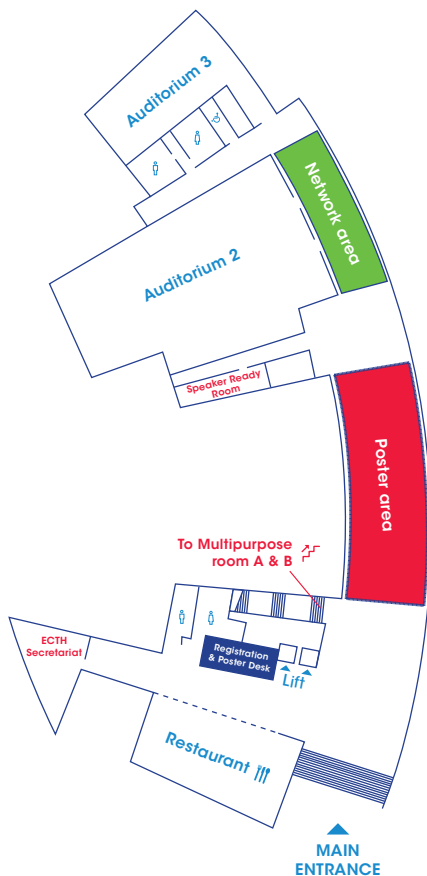 Auditorium 3
Network area
Auditorium 2
Speaker Ready
Room
Poster area
To Multipurpose
room A & B
ECTH
Secretariat
Registration
& Poster Desk
Lift
Restaurant
MAIN
ENTRANCE